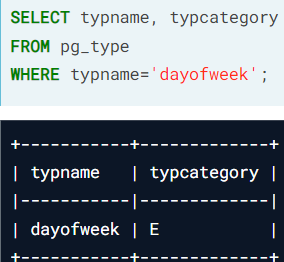 SELECT typname, typcategory
FROM pg_type
WHERE typname='dayofweek';
+-----------+-------------+
| typname   | typcategory |
|-----------+-------------|
| dayofweek | E           |
+-----------+-------------+